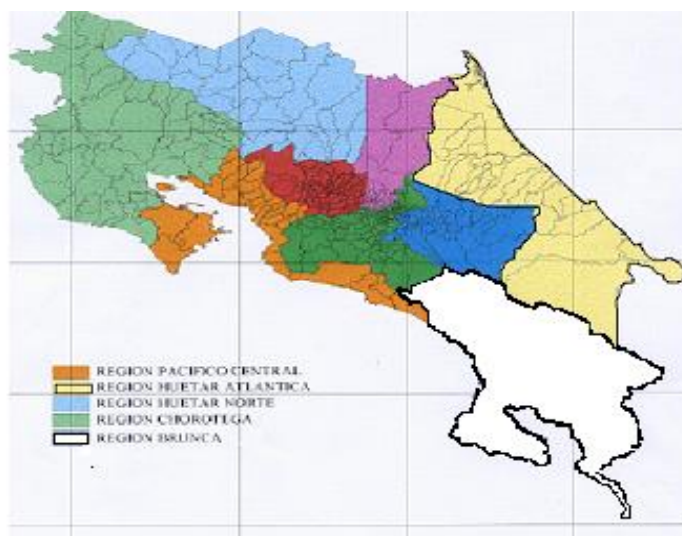 REGION PACIFICO CENTRAL
REGION HUETAR ATLANTICA
REGION HUETAR NORTE
REGION CHOROTEGA
REGION BRUNCA